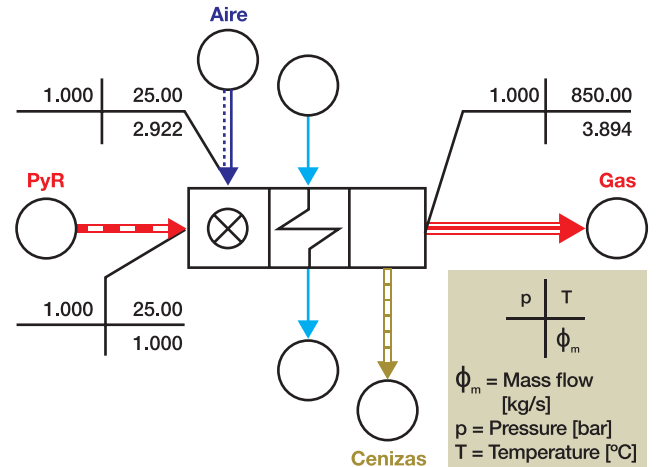 Aire
1.000 25.00
2.922
1.000 850.00
3.894
PyR
Gas
1.000 25.00
1.000
p T
ϕm
ϕm = Mass flow
[kg/s]
p = Pressure [bar]
T = Temperature [ºC]
Cenizas